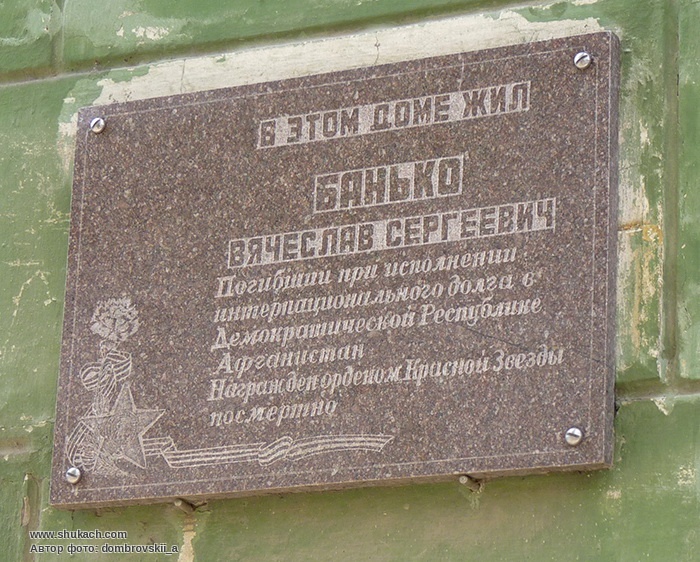 В ЭТОМ ДОМЕ ЖИЛ
БАНЬКО
ВЯЧЕСЛАВ СЕРГЕЕВИЧ
Погибший при исполнении
интернационального долга в
Демократической Республике
Афганистан
Награжден орденом Красной Звезды
посмертно
www.shukach.com
Автор фото: dombrovskii_a